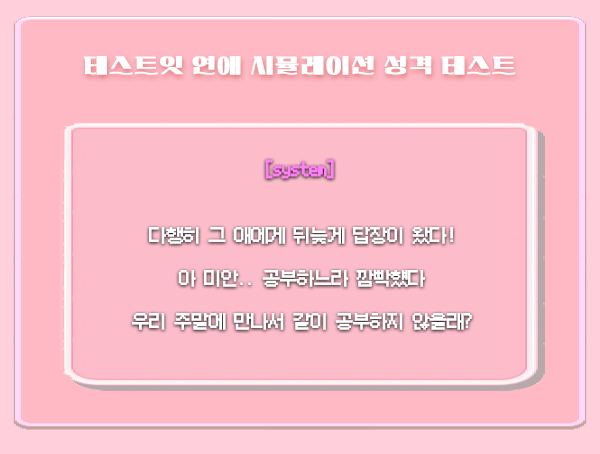 테스트잇 연애 시뮬레이션 성격 테스트
[system]
다행히 그 애에게 뒤늦게 답장이 왔다!
아 미안.. 공부하느라 깜빡했다
우리 주말에 만나서 같이 공부하지 않을래?